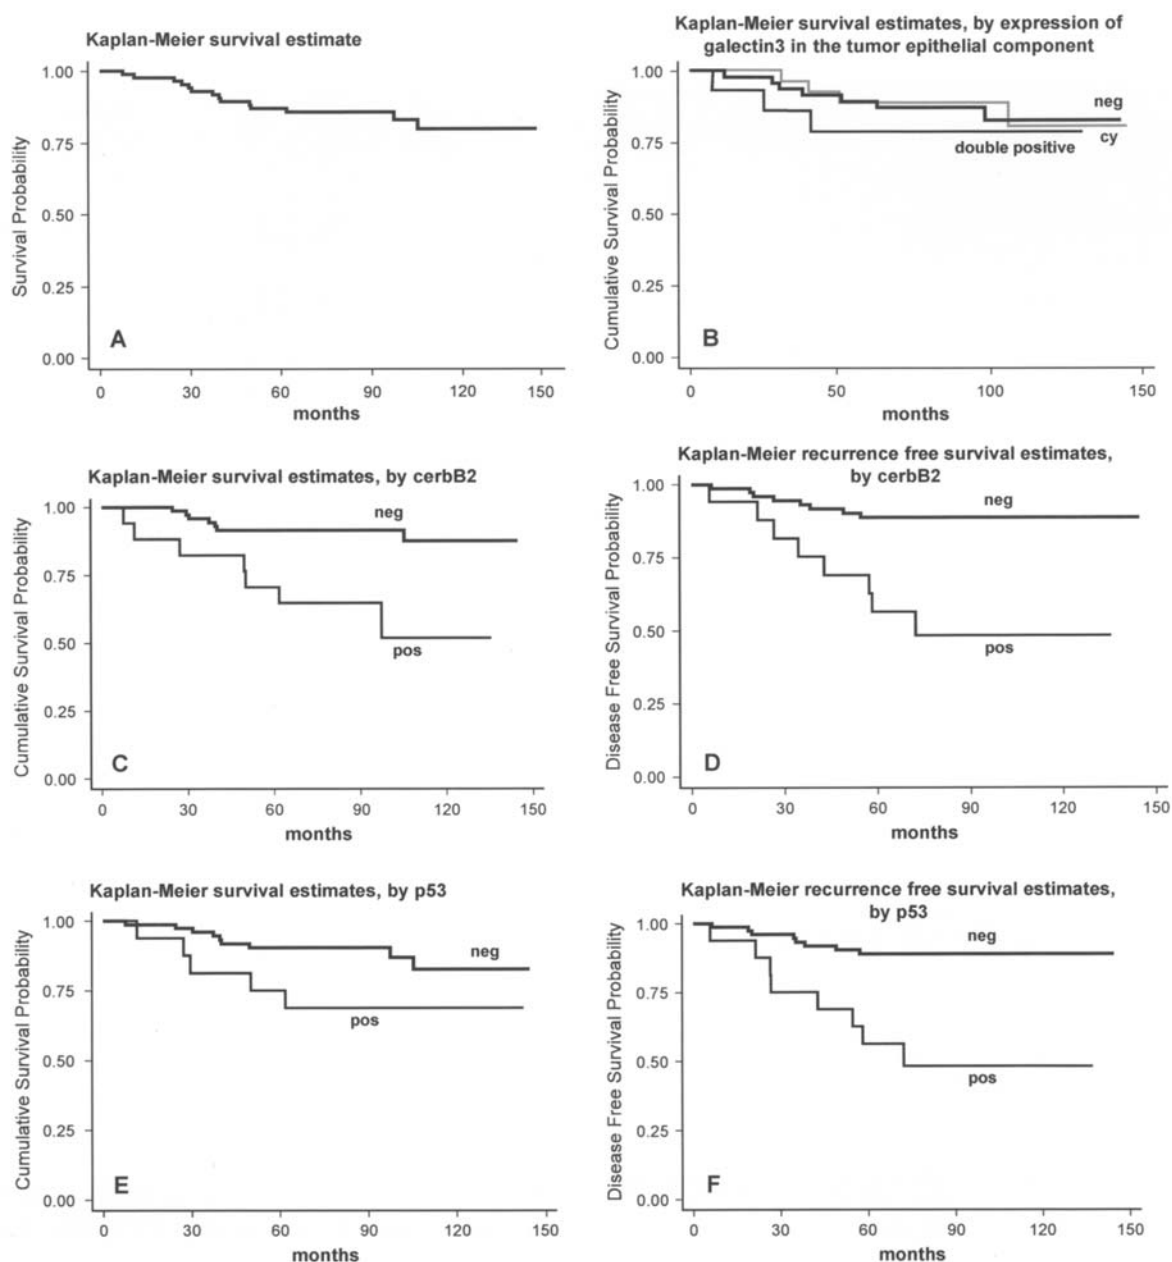 Kaplan-Meier survival estimate
1.00
0.75
0.50
0.25
0.00
Survival Probability
A
0 30 60 90 120 150
months
Kaplan-Meier survival estimates, by expression of
galectin3 in the tumor epithelial component
1.00
0.75
0.50
0.25
0.00
Cumulative Survival Probability
neg
cy
double positive
B
0 50 100 150
months
Kaplan-Meier survival estimates, by cerbB2
1.00
0.75
0.50
0.25
0.00
Cumulative Survival Probability
neg
pos
C
0 30 60 90 120 150
months
Kaplan-Meier recurrence free survival estimates,
by cerbB2
1.00
0.75
0.50
0.25
0.00
Disease Free Survival Probability
neg
pos
D
0 30 60 90 120 150
months
Kaplan-Meier survival estimates, by p53
1.00
0.75
0.50
0.25
0.00
Cumulative Survival Probability
neg
pos
E
0 30 60 90 120 150
months
Kaplan-Meier recurrence free survival estimates,
by p53
1.00
0.75
0.50
0.25
0.00
Disease Free Survival Probability
neg
pos
F
0 30 60 90 120 150
months